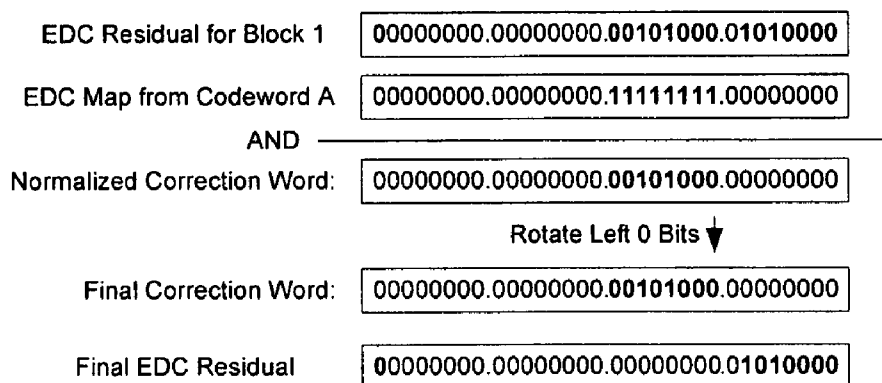 EDC Residual for Block 1 00000000.00000000.00101000.01010000
EDC Map from Codeword A 00000000.00000000.11111111.00000000
AND
Normalized Correction Word: 00000000.00000000.00101000.00000000
Rotate Left 0 Bits
Final Correction Word: 00000000.00000000.00101000.00000000
Final EDC Residual 00000000.00000000.00000000.01010000